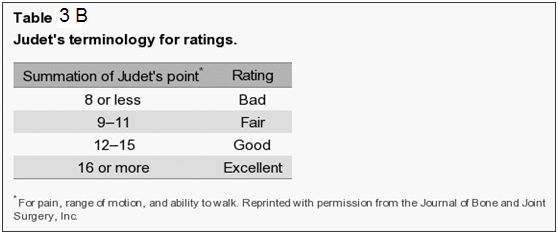 Table 3 B
Judet's terminology for ratings.
Summation of Judet's point* Rating
8 or less Bad
9–11 Fair
12–15 Good
16 or more Excellent
* For pain, range of motion, and ability to walk. Reprinted with permission from the Journal of Bone and Joint
Surgery, Inc.